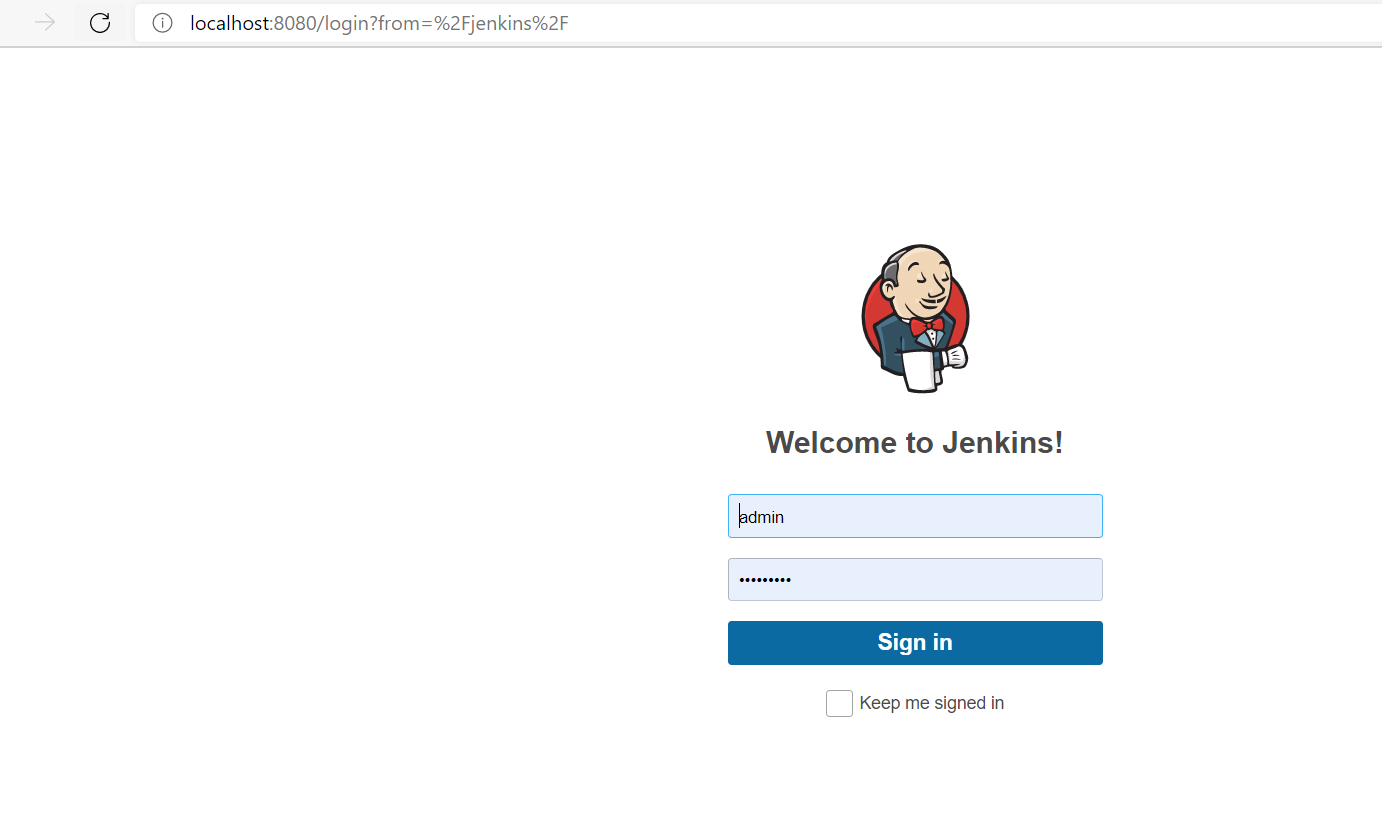 localhost:8080/login?from=%2Fjenkins%2F
Welcome to Jenkins!
admin
•••••••••
Sign in
Keep me signed in